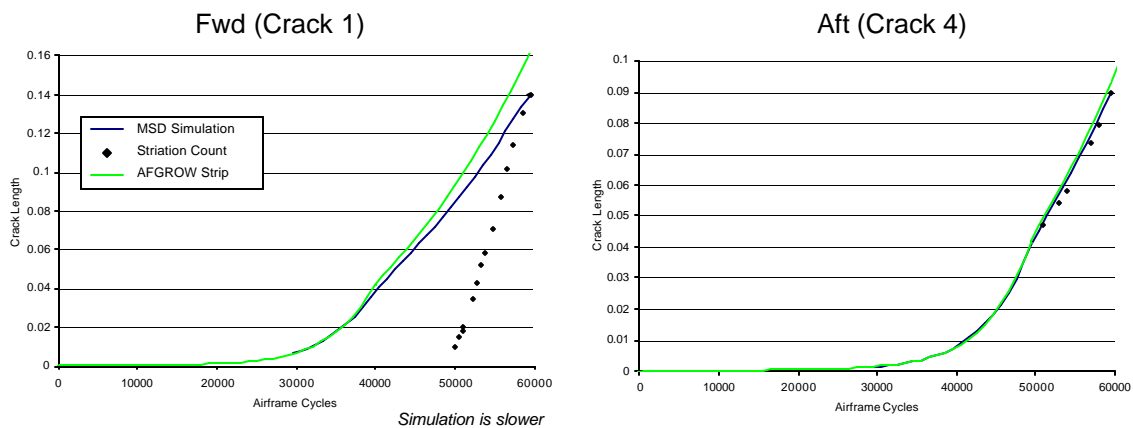 Fwd (Crack 1)
0.16
0.14
0.12
0.1
0.08
0.06
0.04
0.02
0
Crack Length
MSD Simulation
Striation Count
AFGROW Strip
0 10000 20000 30000 40000 50000 60000
Airframe Cycles
Simulation is slower
Aft (Crack 4)
0.1
0.09
0.08
0.07
0.06
0.05
0.04
0.03
0.02
0.01
0
Crack Length
0 10000 20000 30000 40000 50000 60000
Airframe Cycles